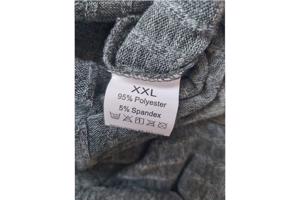 XXL
95% Polyester
5% Spandex